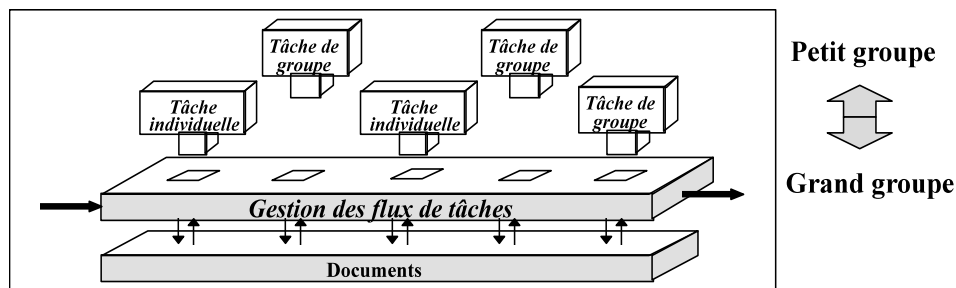 Tâche de
groupe
Tâche de
groupe
Petit groupe
Tâche
individuelle
Tâche
individuelle
Tâche de
groupe
Grand groupe
Gestion des flux de tâches
Documents